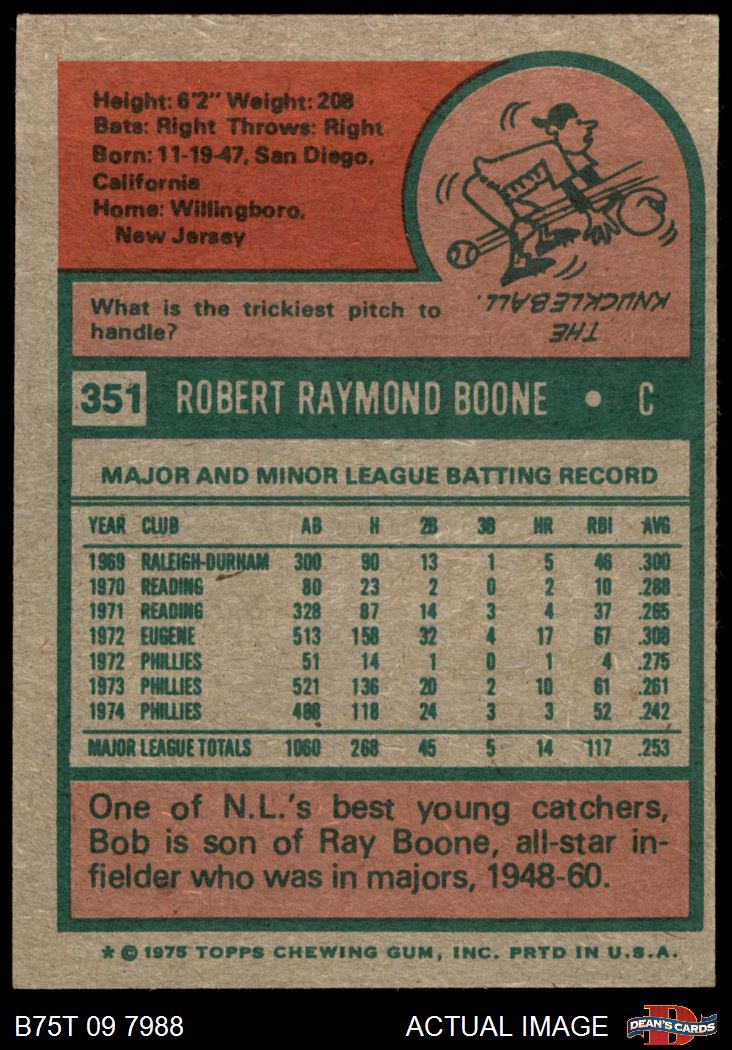 Height: 6'2" Weight: 208
Bats: Right Throws: Right
Born: 11-19-47, San Diego,
California
Home: Willingboro,
New Jersey
What is the trickiest pitch to
handle?
THE
KNUCKLEBALL.
351 ROBERT RAYMOND BOONE • C
MAJOR AND MINOR LEAGUE BATTING RECORD
YEAR CLUB AB H 2B 3B HR RBI AVG
1969 RALEIGH-DURHAM 300 90 13 1 5 46 .300
1970 READING 80 23 2 0 2 10 .288
1971 READING 328 87 14 3 4 37 .265
1972 EUGENE 513 158 32 4 17 67 .308
1972 PHILLIES 51 14 1 0 1 4 .275
1973 PHILLIES 521 136 20 2 10 61 .261
1974 PHILLIES 488 118 24 3 3 52 .242
MAJOR LEAGUE TOTALS 1060 268 45 5 14 117 .253
One of N.L.'s best young catchers,
Bob is son of Ray Boone, all-star in-
fielder who was in majors, 1948-60.
* © 1975 TOPPS CHEWING GUM, INC. PRTD IN U.S.A.
B75T 09 7988 ACTUAL IMAGE DEAN'S CARDS